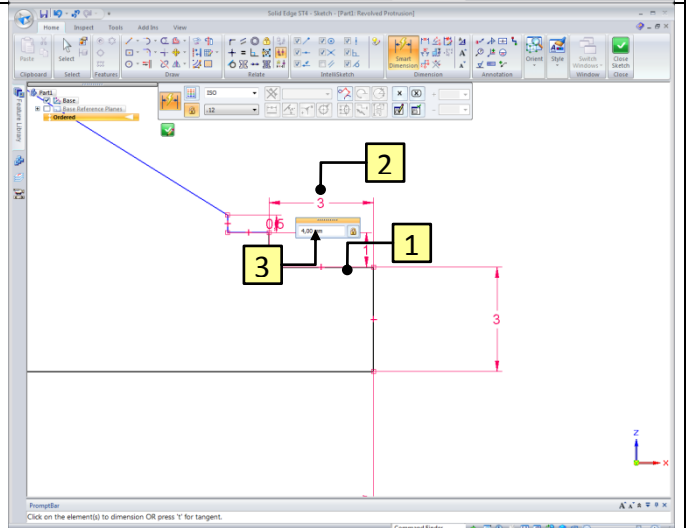 Solid Edge ST4 - Sketch - [Part1: Revolved Protrusion]
Home Inspect Tools Add Ins View
Paste Select Smart Dimension Orient Style Switch Windows Close Sketch
Clipboard Select Features Draw Relate IntelliSketch Dimension Annotation Window Close
Feature Library
Part1
Base
Base Reference Planes
Ordered
ISO
.12
2
3
0,5
4,00 mm
1
1
3
3
Z
X
PromptBar
Click on the element(s) to dimension OR press 't' for tangent.
Command Finder